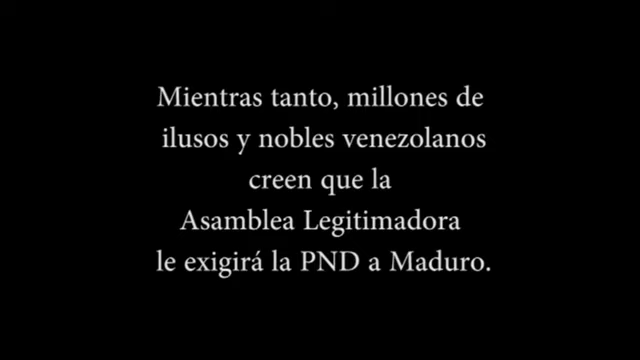 Mientras tanto, millones de
ilusos y nobles venezolanos
creen que la
Asamblea Legitimadora
le exigirá la PND a Maduro.